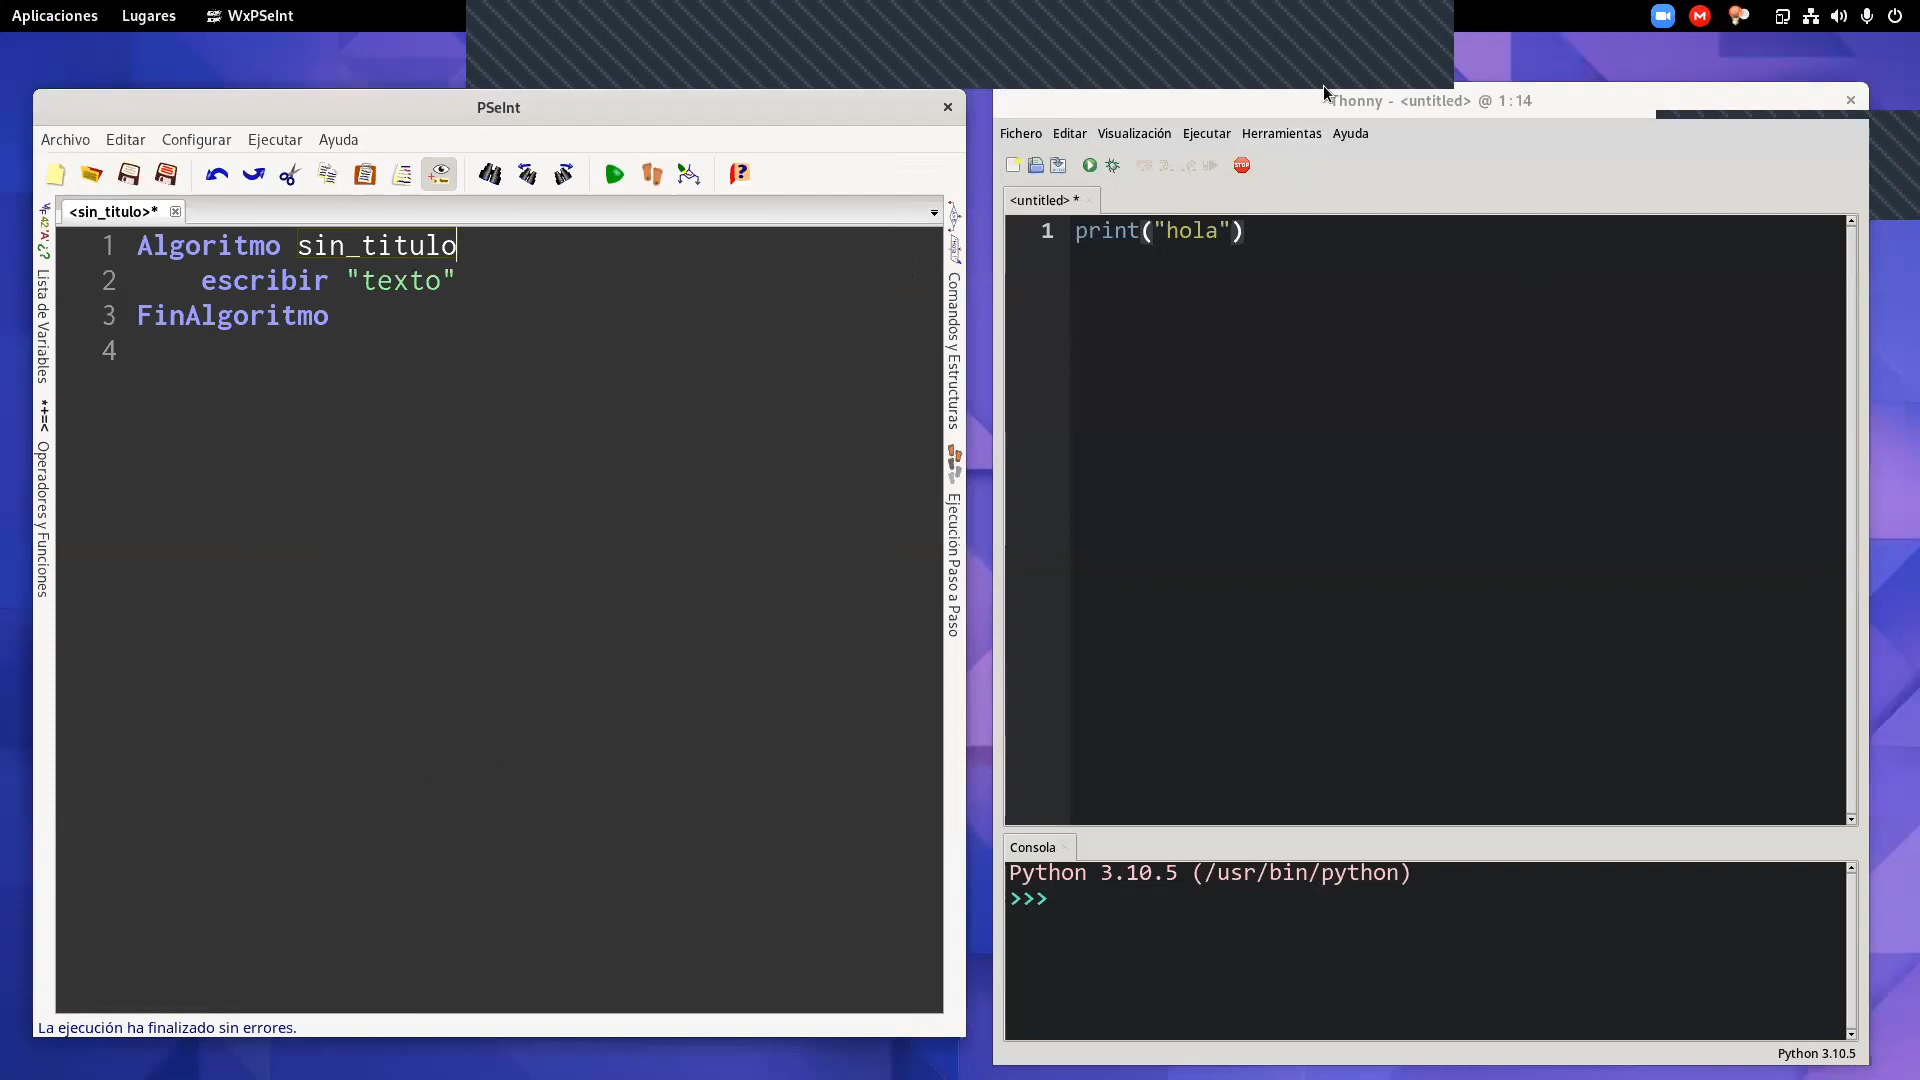 Aplicaciones Lugares WxPSeInt
PSeInt
Archivo Editar Configurar Ejecutar Ayuda
<sin_titulo>*
1 Algoritmo sin_titulo
2 escribir "texto"
3 FinAlgoritmo
4
Lista de Variables
*+=< Operadores y Funciones
Comandos y Estructuras
Ejecución Paso a Paso
La ejecución ha finalizado sin errores.
Thonny - <untitled> @ 1:14
Fichero Editar Visualización Ejecutar Herramientas Ayuda
STOP
<untitled> *
1 print("hola")
Consola
Python 3.10.5 (/usr/bin/python)
>>>
Python 3.10.5